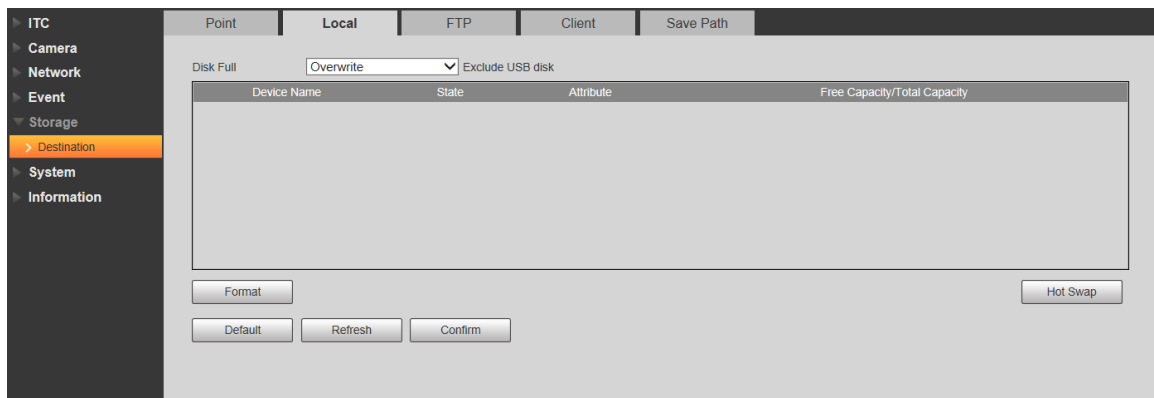 ITC
Camera
Network
Event
Storage
Destination
System
Information
Point Local FTP Client Save Path
Disk Full Overwrite Exclude USB disk
Device Name State Attribute Free Capacity/Total Capacity
Format Hot Swap
Default Refresh Confirm